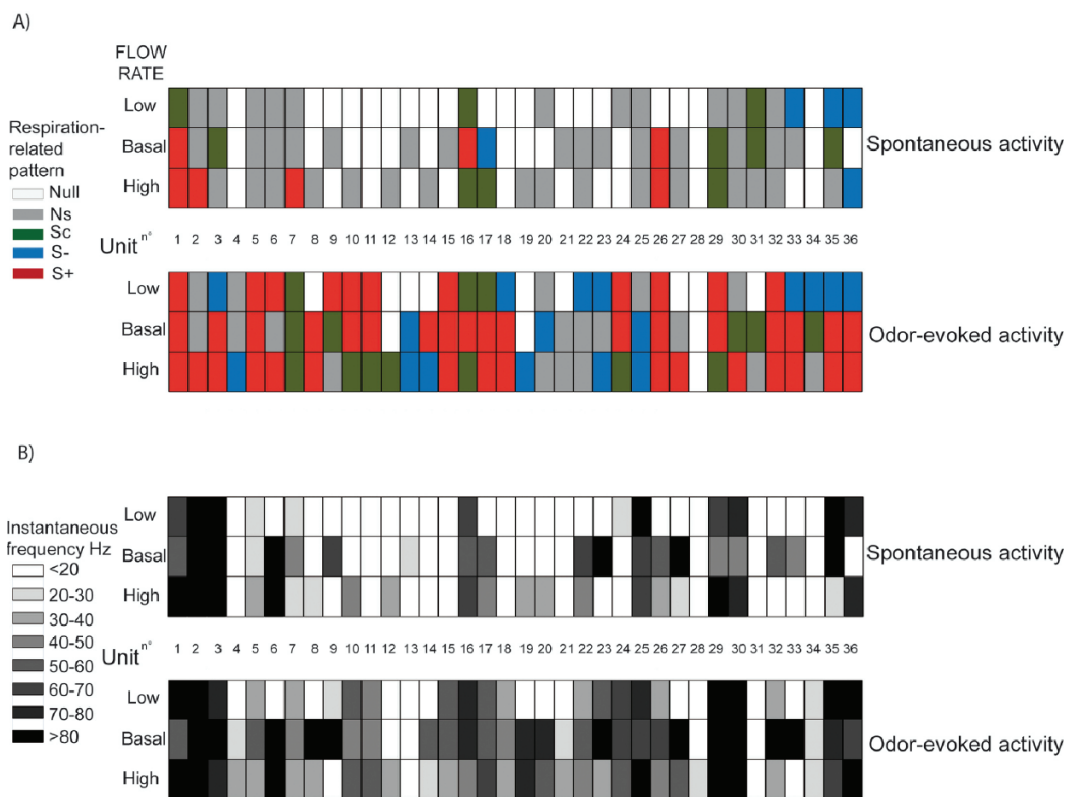 A)
FLOW
RATE
Low
Basal
High
Spontaneous activity
Respiration-
related
pattern
Null
Ns
Sc
S-
S+
Unit n° 1 2 3 4 5 6 7 8 9 10 11 12 13 14 15 16 17 18 19 20 21 22 23 24 25 26 27 28 29 30 31 32 33 34 35 36
Low
Basal
High
Odor-evoked activity
B)
Low
Basal
High
Spontaneous activity
Instantaneous
frequency Hz
<20
20-30
30-40
40-50
50-60
60-70
70-80
>80
Unit n° 1 2 3 4 5 6 7 8 9 10 11 12 13 14 15 16 17 18 19 20 21 22 23 24 25 26 27 28 29 30 31 32 33 34 35 36
Low
Basal
High
Odor-evoked activity